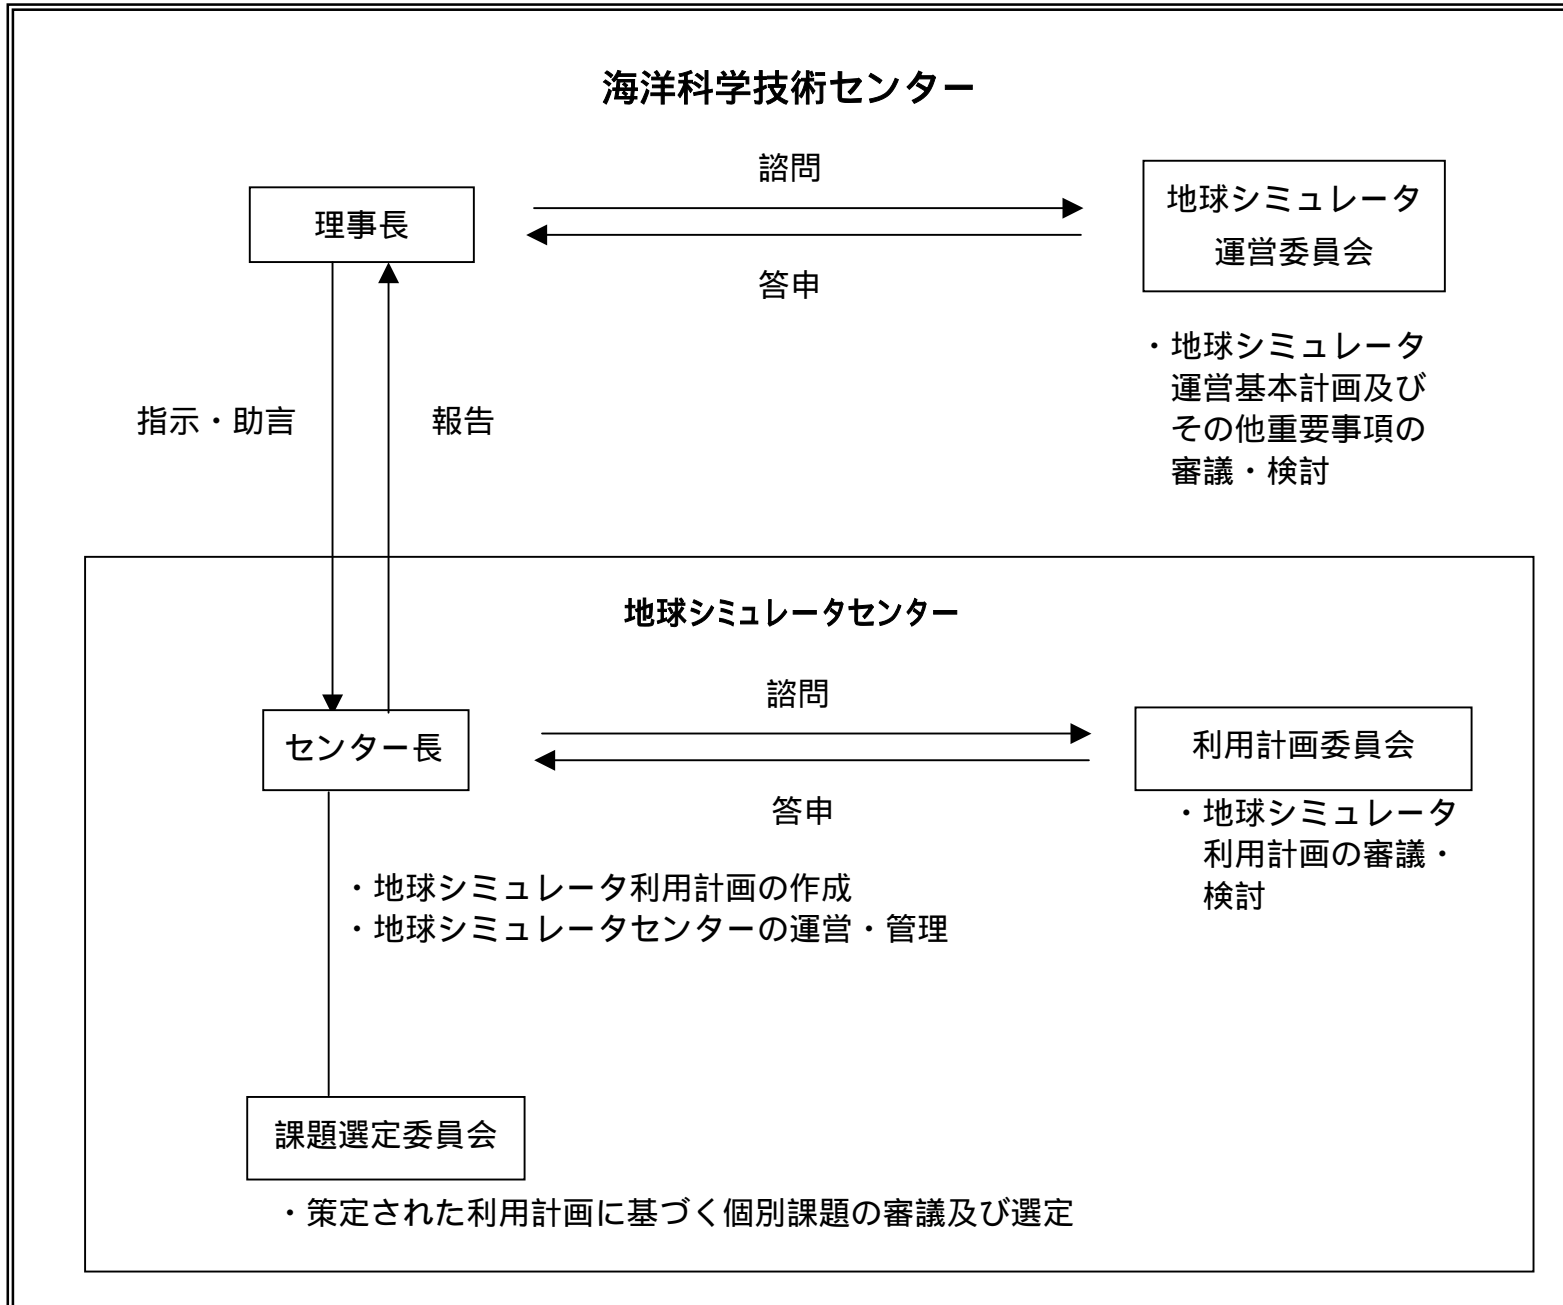 海洋科学技術センター
諮問
理事長
地球シミュレータ
運営委員会
答申
・地球シミュレータ
運営基本計画及び
その他重要事項の
審議・検討
指示・助言
報告
地球シミュレータセンター
諮問
センター長
利用計画委員会
答申
・地球シミュレータ
利用計画の審議・
検討
・地球シミュレータ利用計画の作成
・地球シミュレータセンターの運営・管理
課題選定委員会
・策定された利用計画に基づく個別課題の審議及び選定